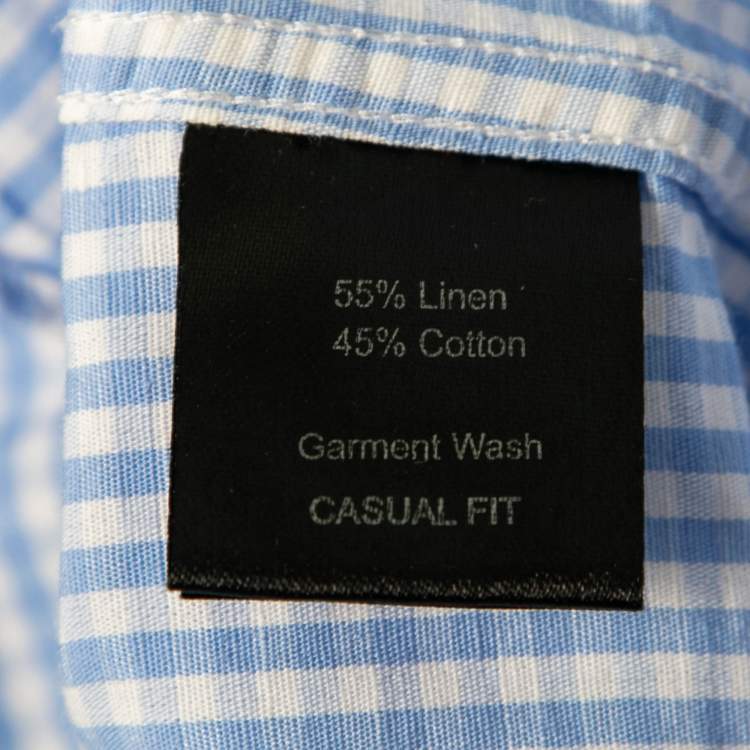 55% Linen
45% Cotton
Garment Wash
CASUAL FIT